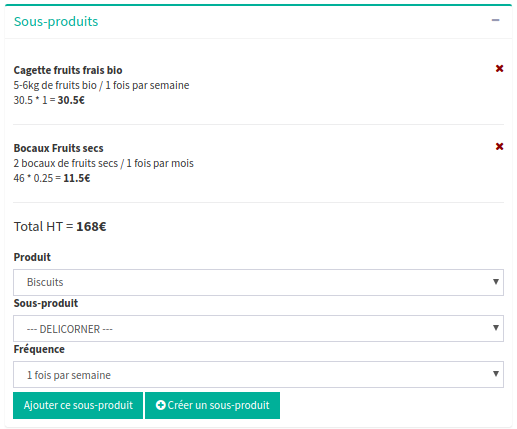 Sous-produits
Cagette fruits frais bio
5-6kg de fruits bio / 1 fois par semaine
30.5 * 1 = 30.5€
Bocaux Fruits secs
2 bocaux de fruits secs / 1 fois par mois
46 * 0.25 = 11.5€
Total HT = 168€
Produit
Biscuits
Sous-produit
--- DELICORNER ---
Fréquence
1 fois par semaine
Ajouter ce sous-produit Créer un sous-produit